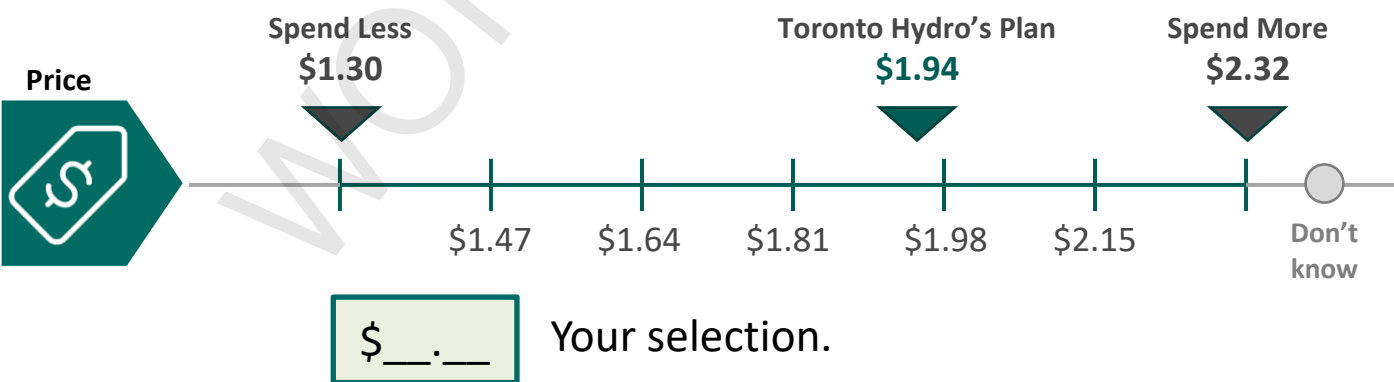 Spend Less
$1.30
Toronto Hydro's Plan
$1.94
Spend More
$2.32
Price
$
$1.47
$1.64
$1.81
$1.98
$2.15
Don't
know
$__.__
Your selection.